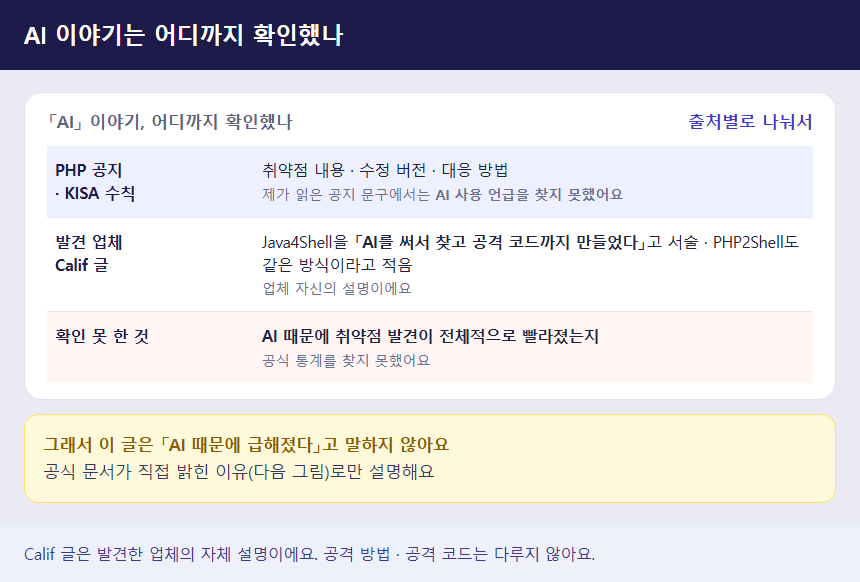 AI 이야기는 어디까지 확인했나
「AI」 이야기, 어디까지 확인했나
출처별로 나눠서
PHP 공지
· KISA 수칙
취약점 내용 · 수정 버전 · 대응 방법
제가 읽은 공지 문구에서는 AI 사용 언급을 찾지 못했어요
발견 업체
Calif 글
Java4Shell을 「AI를 써서 찾고 공격 코드까지 만들었다」고 서술 · PHP2Shell도
같은 방식이라고 적음
업체 자신의 설명이에요
확인 못 한 것
AI 때문에 취약점 발견이 전체적으로 빨라졌는지
공식 통계를 찾지 못했어요
그래서 이 글은 「AI 때문에 급해졌다」고 말하지 않아요
공식 문서가 직접 밝힌 이유(다음 그림)로만 설명해요
Calif 글은 발견한 업체의 자체 설명이에요. 공격 방법 · 공격 코드는 다루지 않아요.